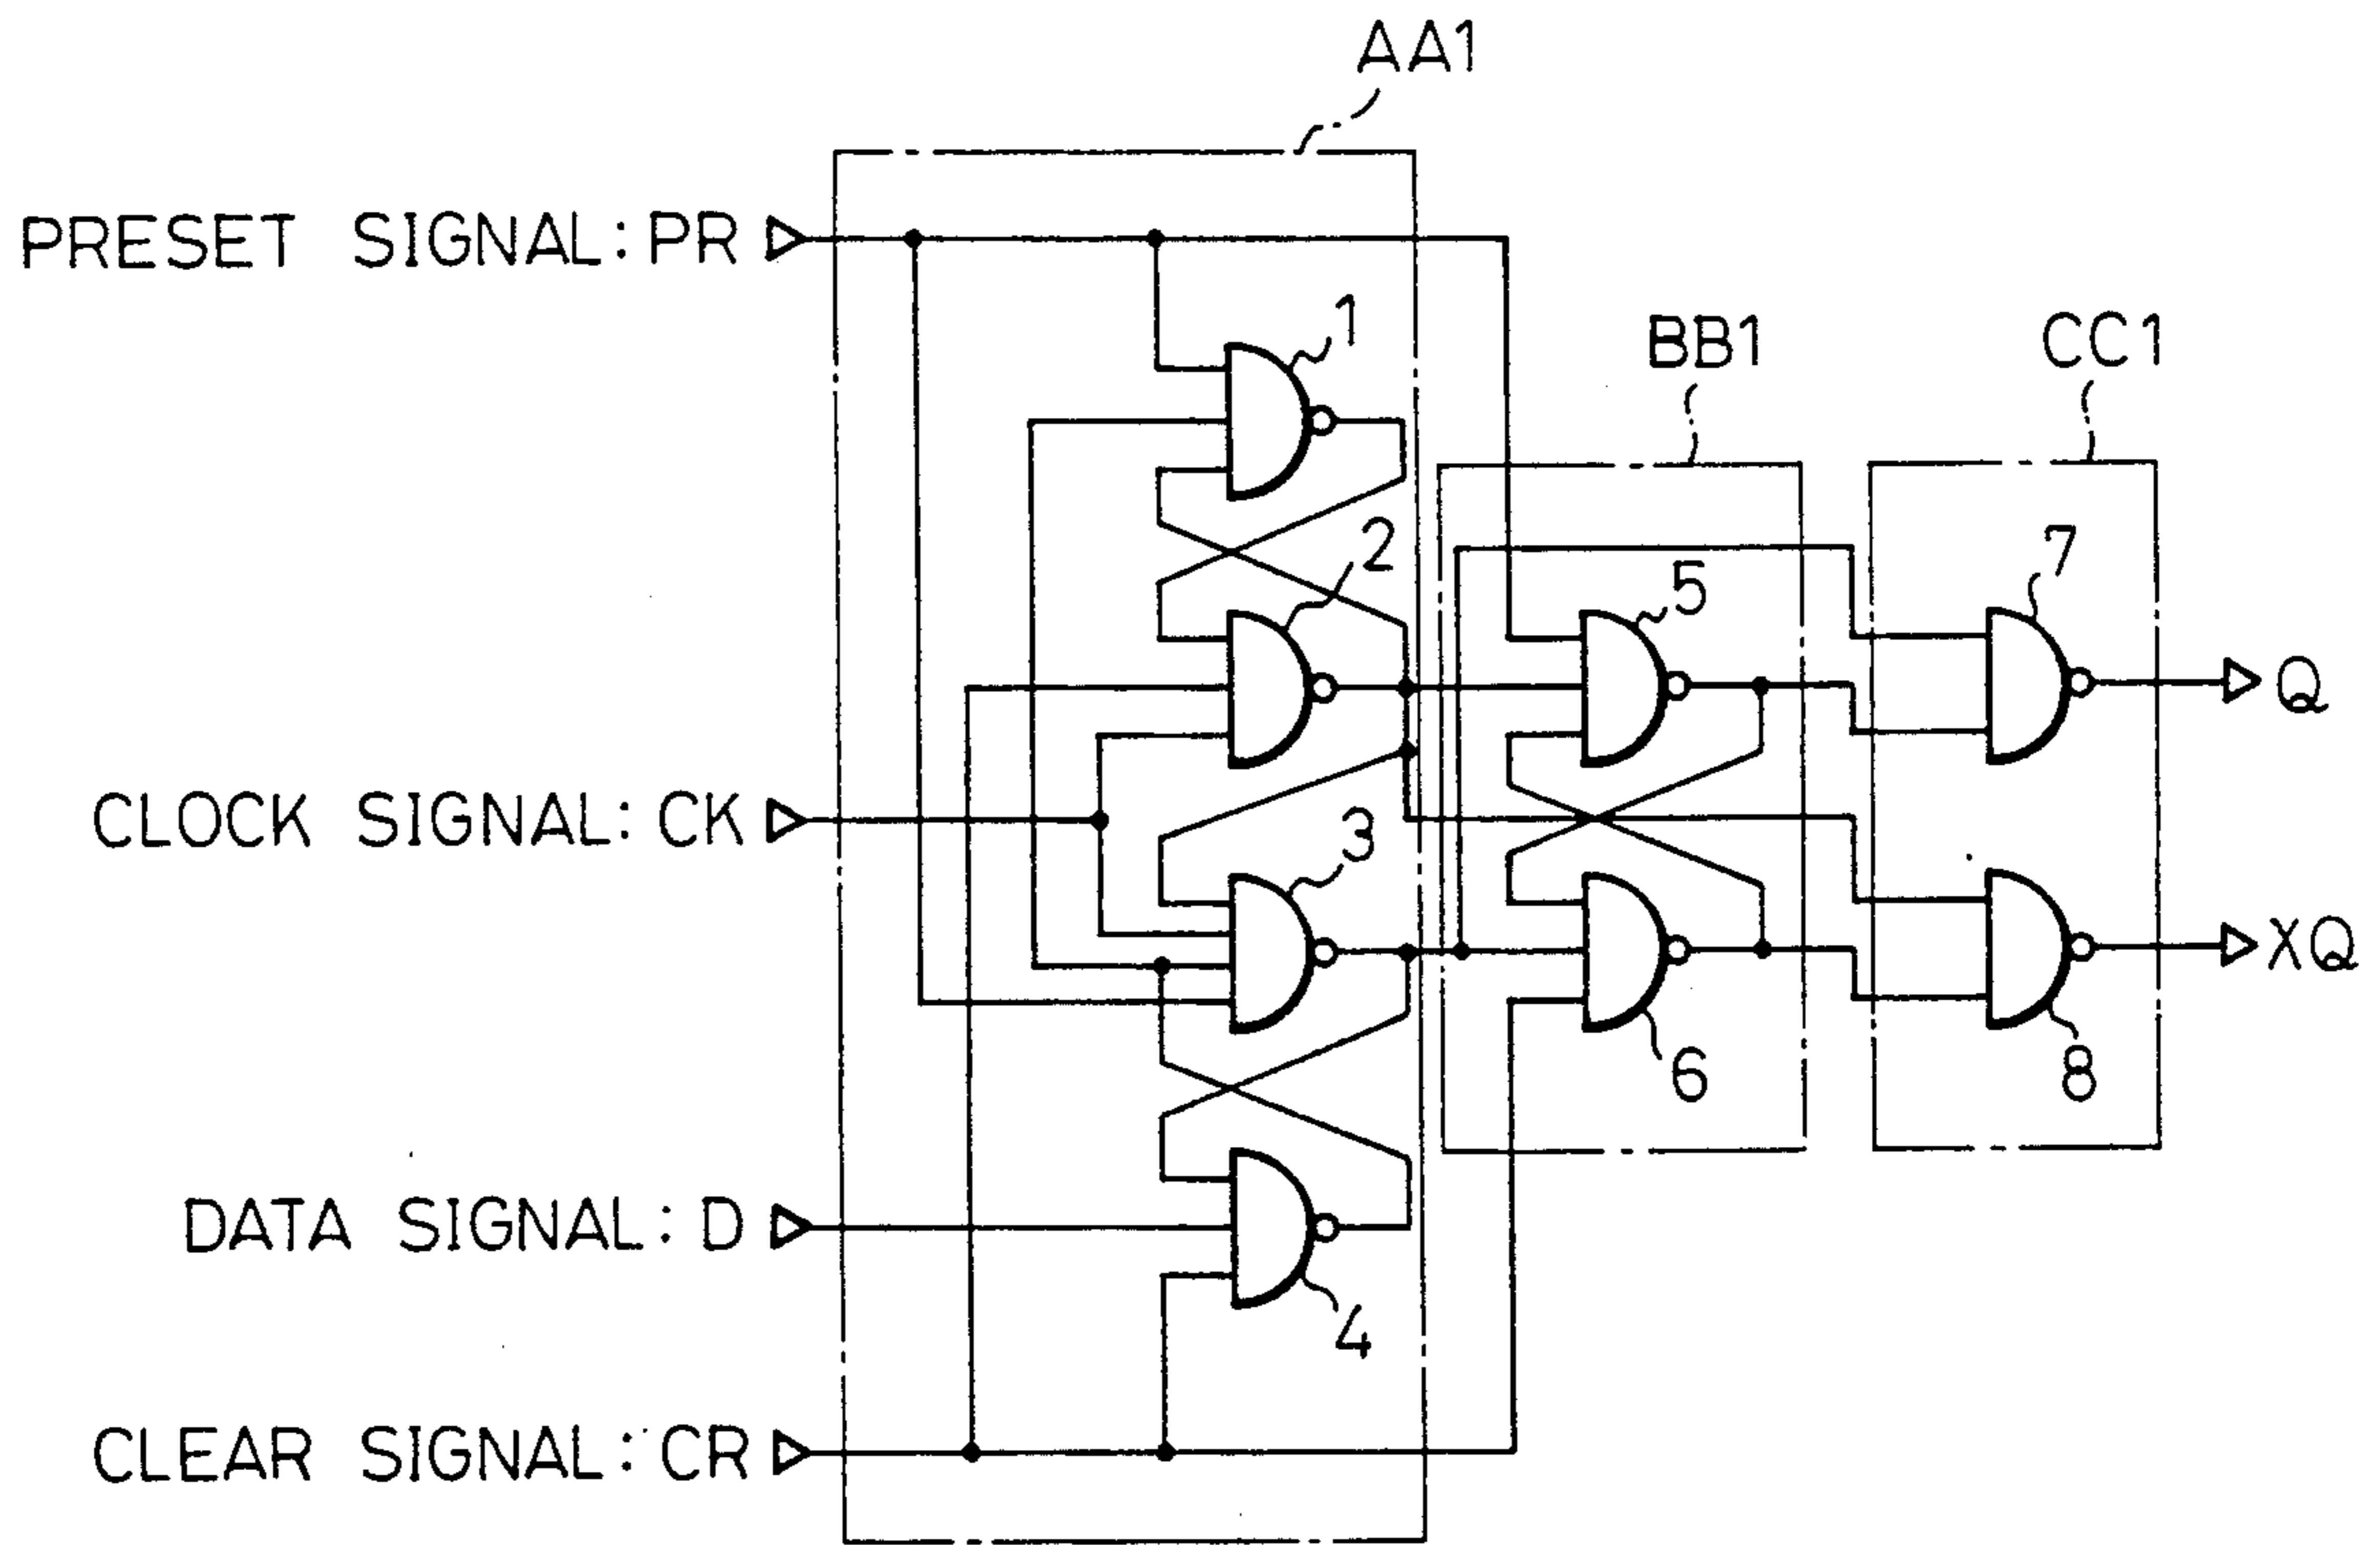 AA1
PRESET SIGNAL: PR
1
BB1
CC1
2
5
7
Q
CLOCK SIGNAL: CK
3
XQ
6
8
DATA SIGNAL: D
4
CLEAR SIGNAL: CR